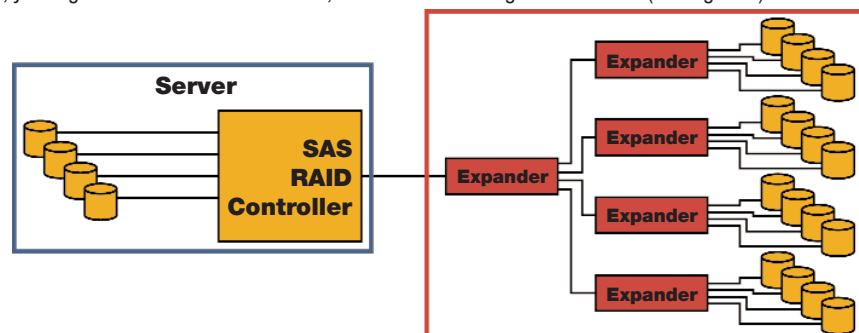 Server
SAS
RAID
Controller
Expander
Expander
Expander
Expander
Expander